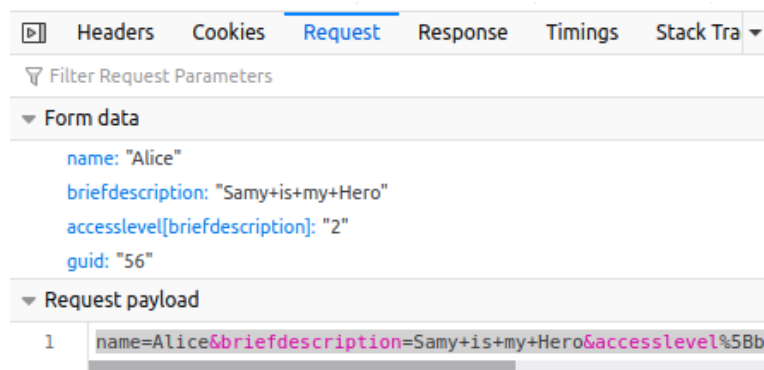 Headers Cookies Request Response Timings Stack Tra
Filter Request Parameters
Form data
name: "Alice"
briefdescription: "Samy+is+my+Hero"
accesslevel[briefdescription]: "2"
guid: "56"
Request payload
1 name=Alice&briefdescription=Samy+is+my+Hero&accesslevel%5Bb